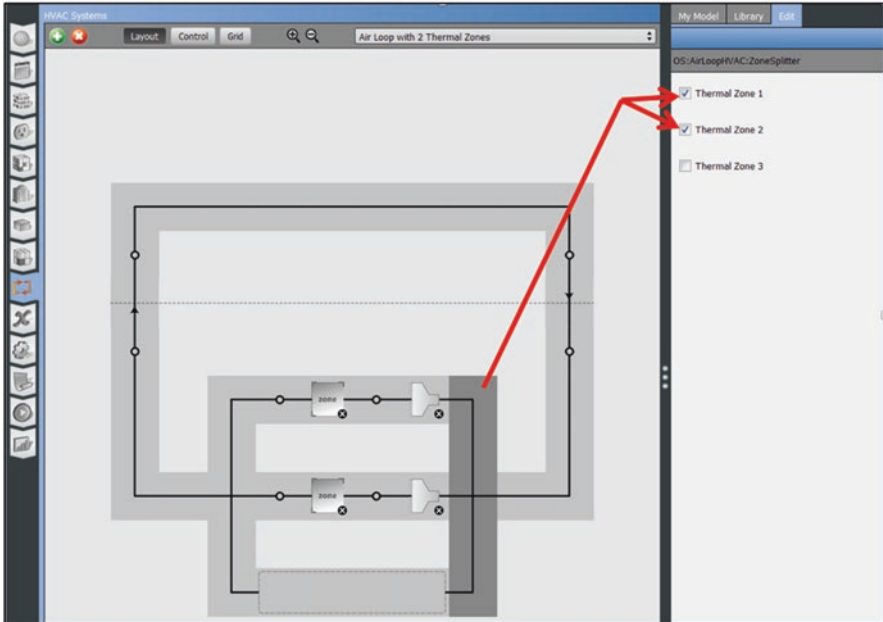 HVAC Systems
Layout
Control
Grid
Air Loop with 2 Thermal Zones
My Model
Library
Edit
OS:AirLoopHVAC:ZoneSplitter
Thermal Zone 1
Thermal Zone 2
Thermal Zone 3
zone
zone